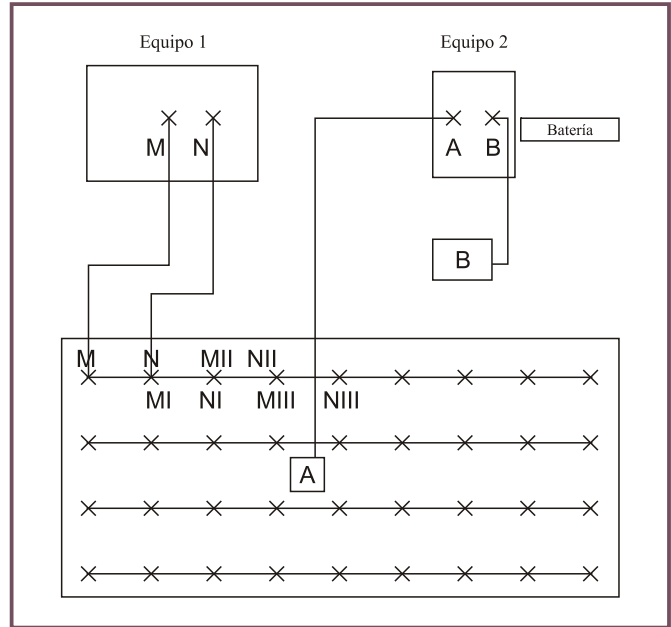 Equipo 1 Equipo 2
M N
A B
Batería
B
M N MII NII
MI NI MIII NIII
A